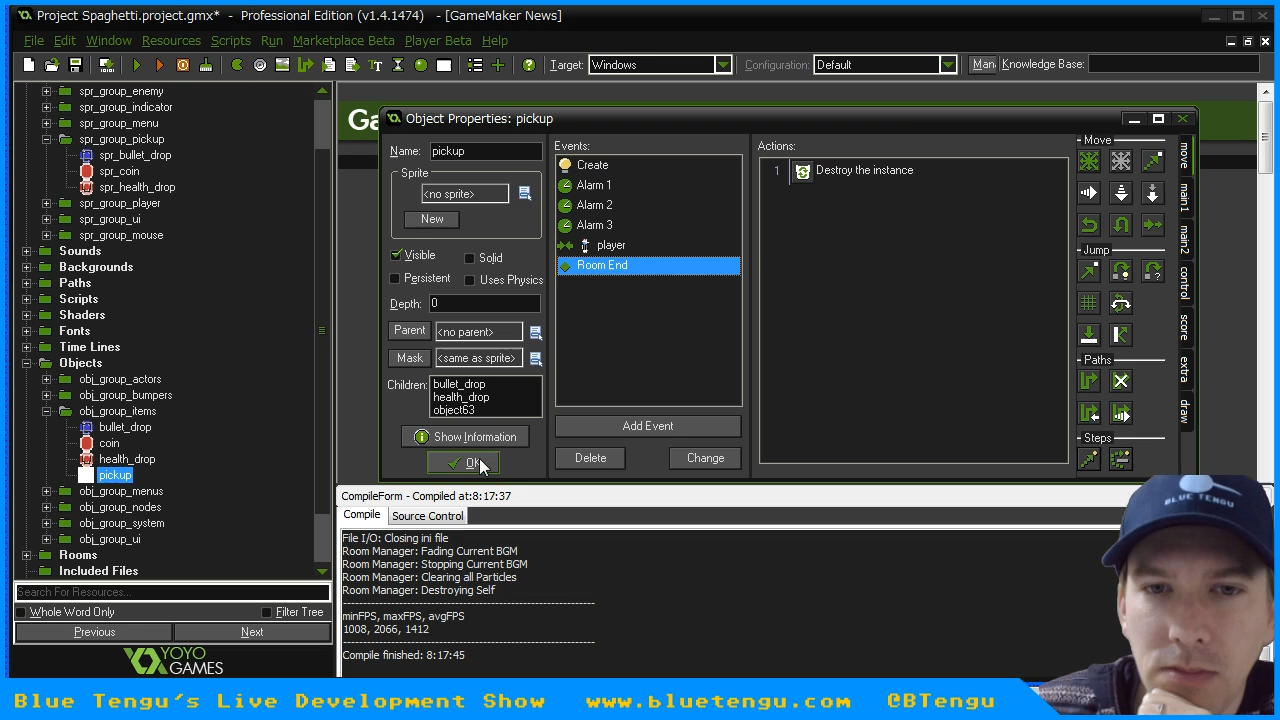 Project Spaghetti.project.gmx* - Professional Edition (v1.4.1474) - [GameMaker News]
File Edit Window Resources Scripts Run Marketplace Beta Player Beta Help
Target: Windows Configuration: Default Man Knowledge Base:
spr_group_enemy
spr_group_indicator
spr_group_menu
spr_group_pickup
spr_bullet_drop
spr_coin
spr_health_drop
spr_group_player
spr_group_ui
spr_group_mouse
Sounds
Backgrounds
Paths
Scripts
Shaders
Fonts
Time Lines
Objects
obj_group_actors
obj_group_bumpers
obj_group_items
bullet_drop
coin
health_drop
pickup
obj_group_menus
obj_group_nodes
obj_group_system
obj_group_ui
Rooms
Included Files
Search For Resources...
Whole Word Only Filter Tree
Previous Next
YOYO
GAMES
Ga
Object Properties: pickup
Name: pickup
Sprite
<no sprite>
New
Visible Solid
Persistent Uses Physics
Depth: 0
Parent <no parent>
Mask <same as sprite>
Children: bullet_drop
health_drop
object63
Show Information
OK
Events:
Create
Alarm 1
Alarm 2
Alarm 3
player
Room End
Add Event
Delete Change
Actions:
1 Destroy the instance
Move
Jump
Paths
Steps
move
main1
main2
control
score
extra
draw
CompileForm - Compiled at:8:17:37
Compile Source Control
File I/O: Closing ini file
Room Manager: Fading Current BGM
Room Manager: Stopping Current BGM
Room Manager: Clearing all Particles
Room Manager: Destroying Self
minFPS, maxFPS, avgFPS
1008, 2066, 1412
Compile finished: 8:17:45
BLUE TENGU
Blue Tengu's Live Development Show www.bluetengu.com @BTengu